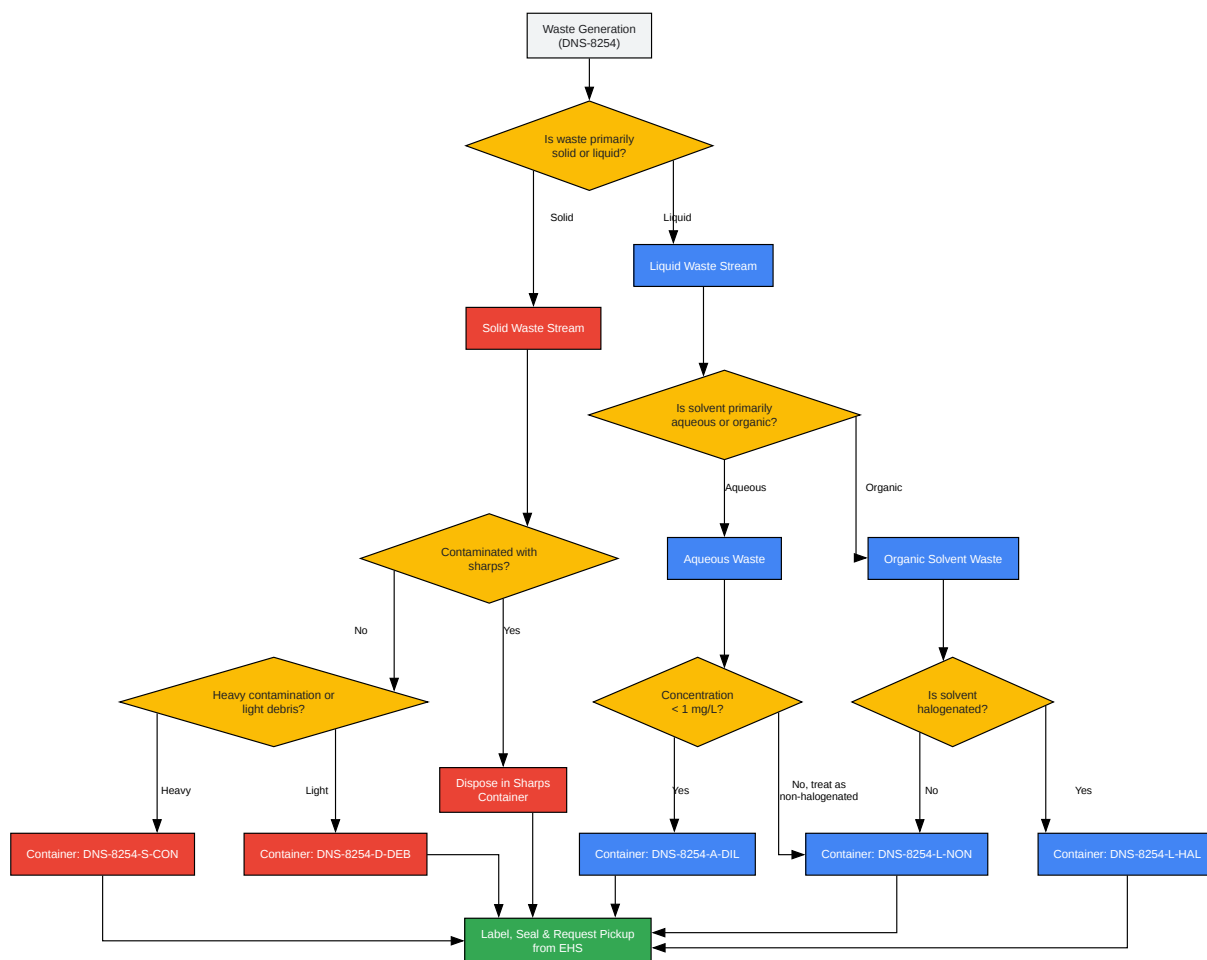 Waste Generation
(DNS-8254)
Is waste primarily
solid or liquid?
Solid
Liquid
Liquid Waste Stream
Solid Waste Stream
Is solvent primarily
aqueous or organic?
Aqueous
Organic
Contaminated with
sharps?
Aqueous Waste
Organic Solvent Waste
No
Yes
Heavy contamination or
light debris?
Concentration
< 1 mg/L?
Is solvent
halogenated?
Heavy
Light
Dispose in Sharps
Container
Yes
No, treat as
non-halogenated
No
Yes
Container: DNS-8254-S-CON
Container: DNS-8254-D-DEB
Container: DNS-8254-A-DIL
Container: DNS-8254-L-NON
Container: DNS-8254-L-HAL
Label, Seal & Request Pickup
from EHS